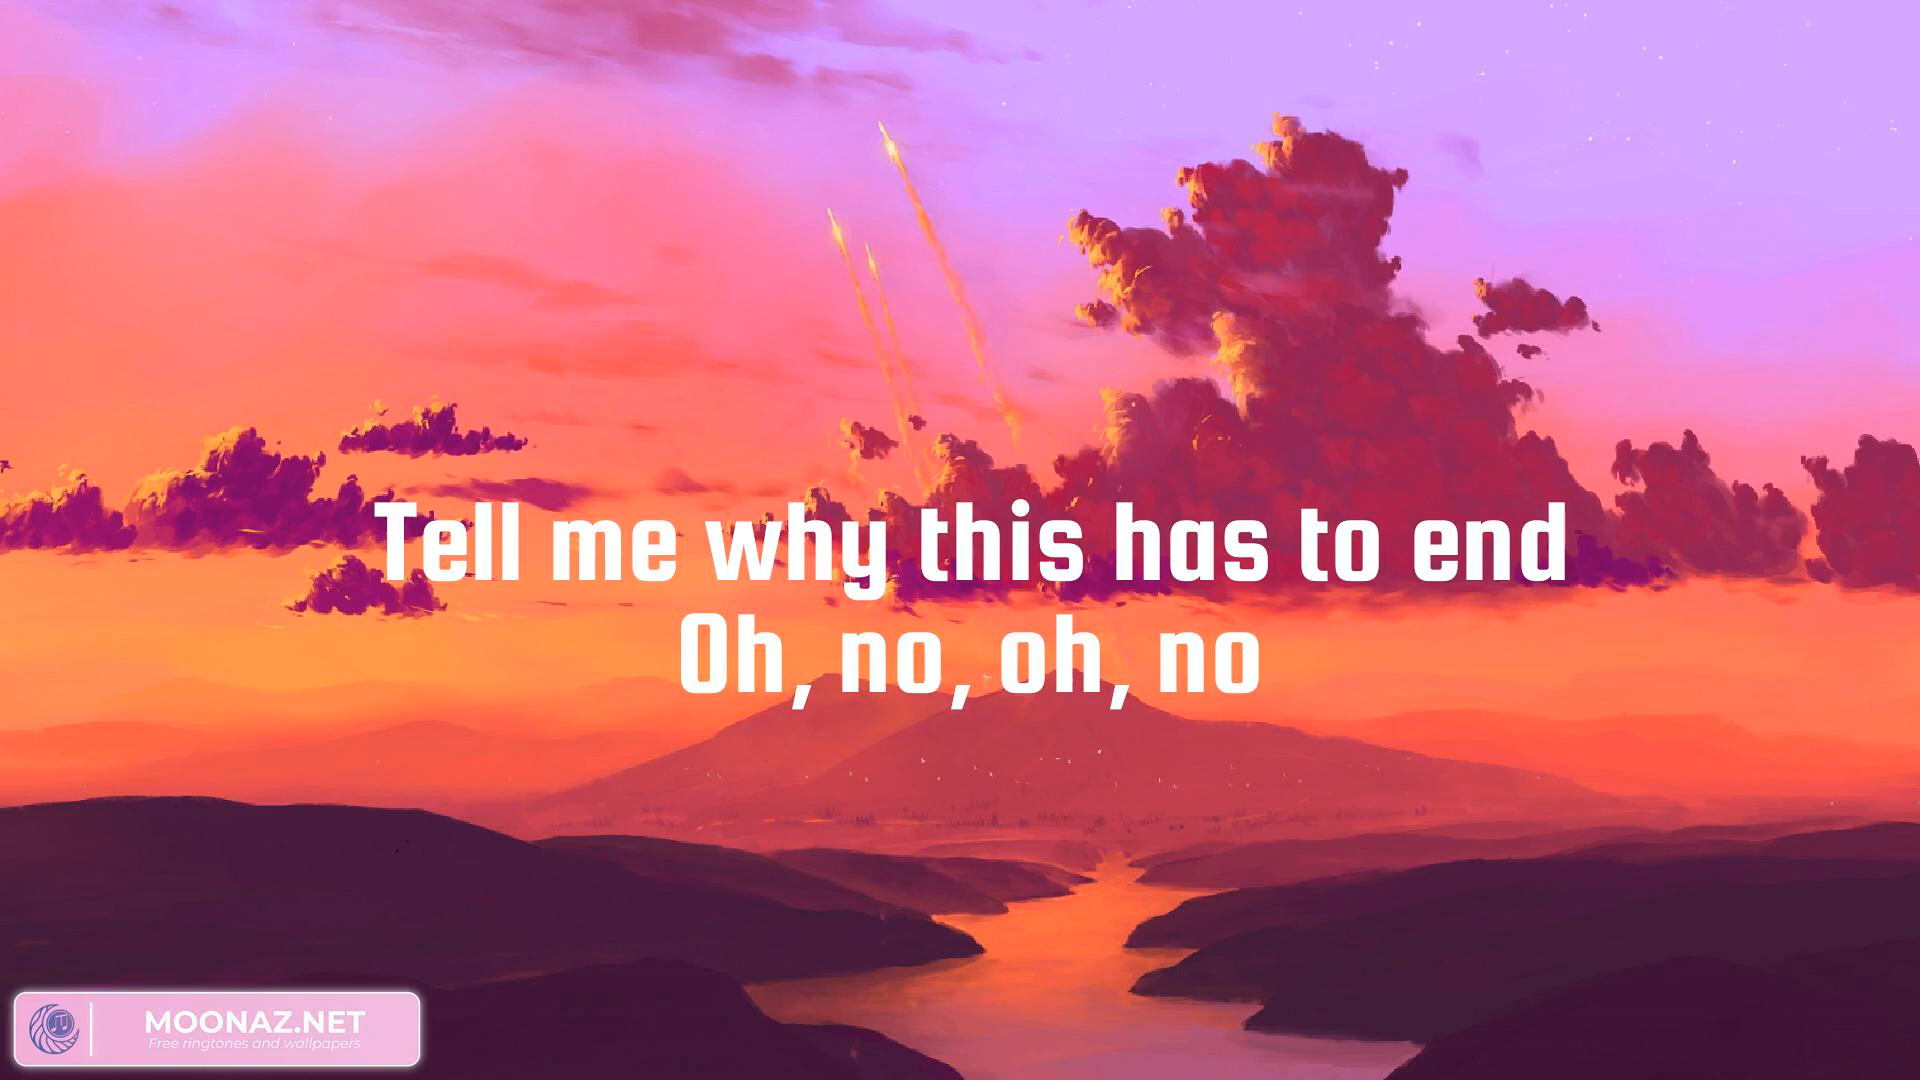 Tell me why this has to end
Oh, no, oh, no
MOONAZ.NET
Free ringtones and wallpapers